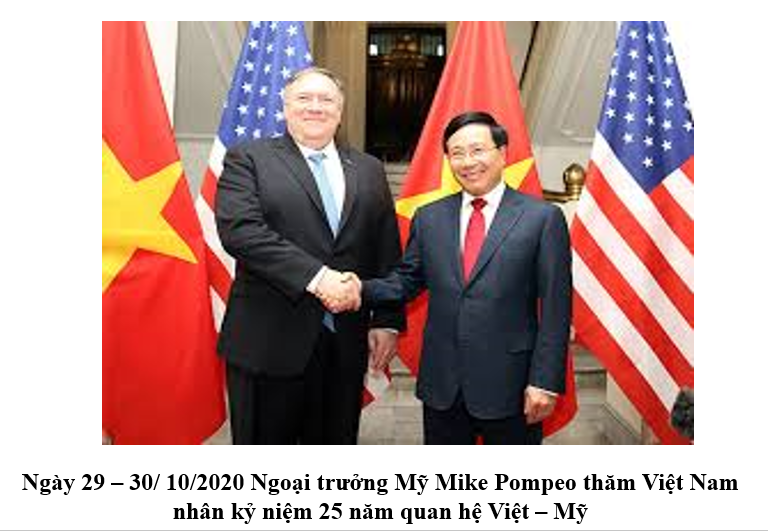 Ngày 29 – 30/ 10/2020 Ngoại trưởng Mỹ Mike Pompeo thăm Việt Nam
nhân kỷ niệm 25 năm quan hệ Việt – Mỹ